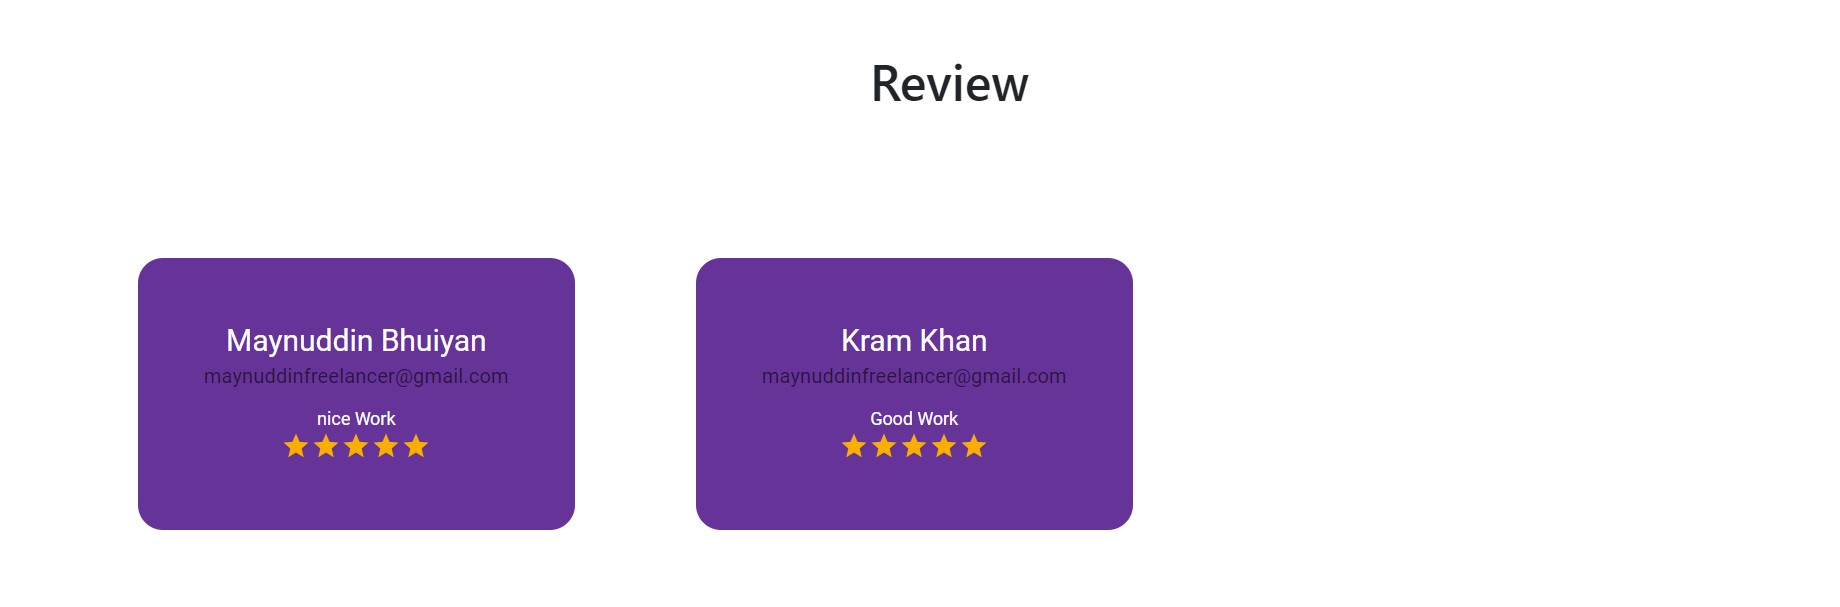 Review
Maynuddin Bhuiyan
maynuddinfreelancer@gmail.com
nice Work
Kram Khan
maynuddinfreelancer@gmail.com
Good Work